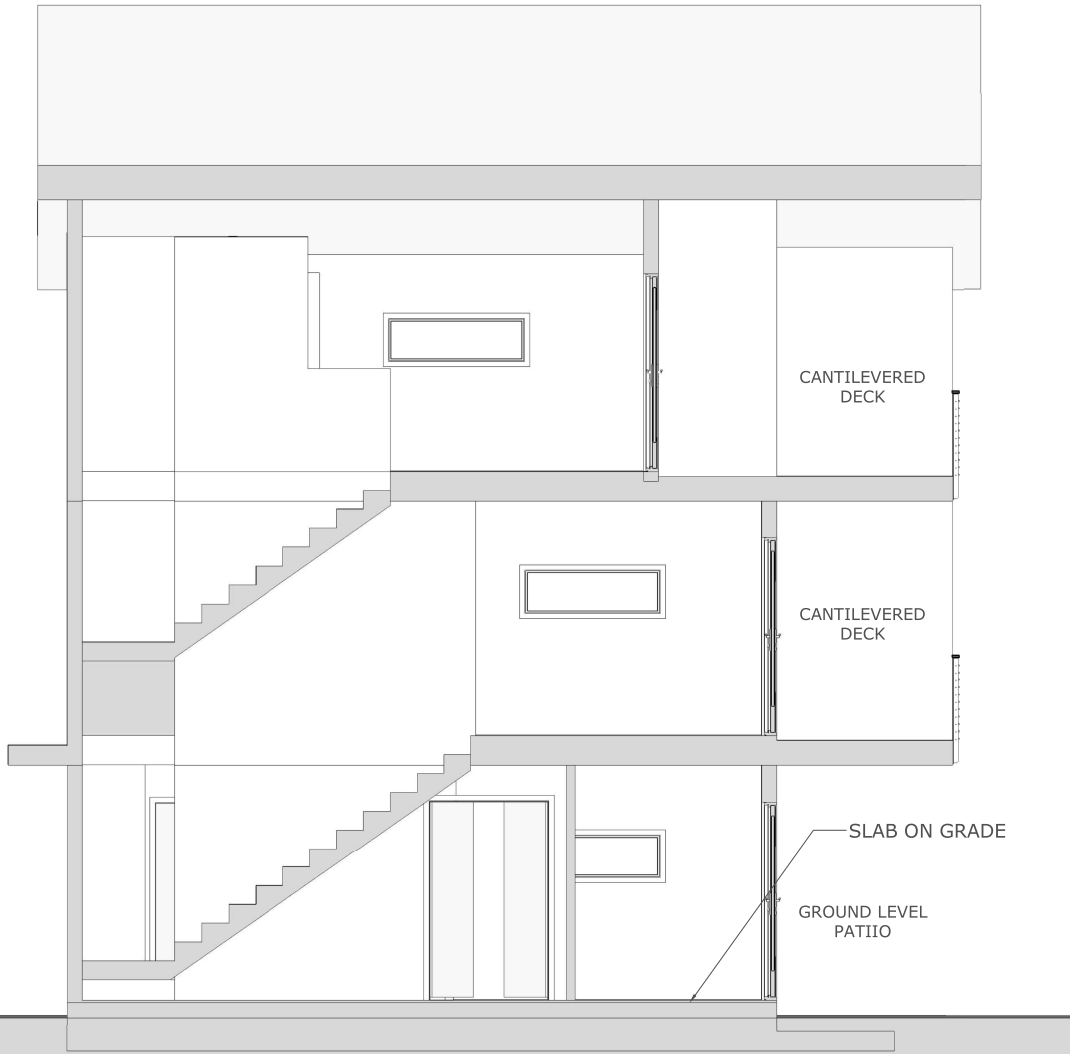 CANTILEVERED
DECK
CANTILEVERED
DECK
SLAB ON GRADE
GROUND LEVEL
PATIIO